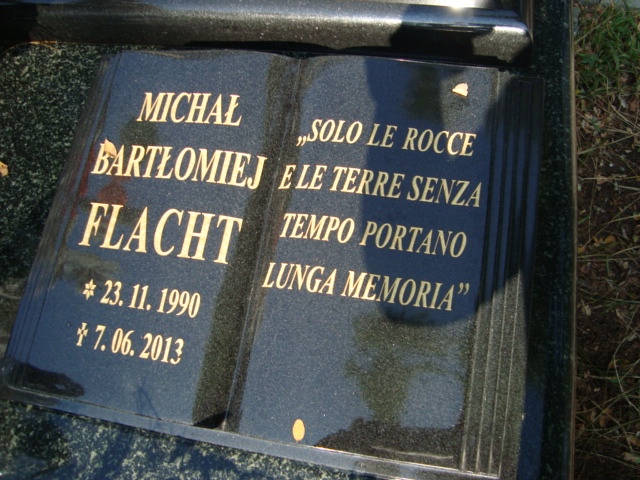 MICHAŁ
BARTŁOMIEJ
FLACHT
* 23. 11. 1990
✝ 7. 06. 2013
„SOLO LE ROCCE
E LE TERRE SENZA
TEMPO PORTANO
LUNGA MEMORIA”